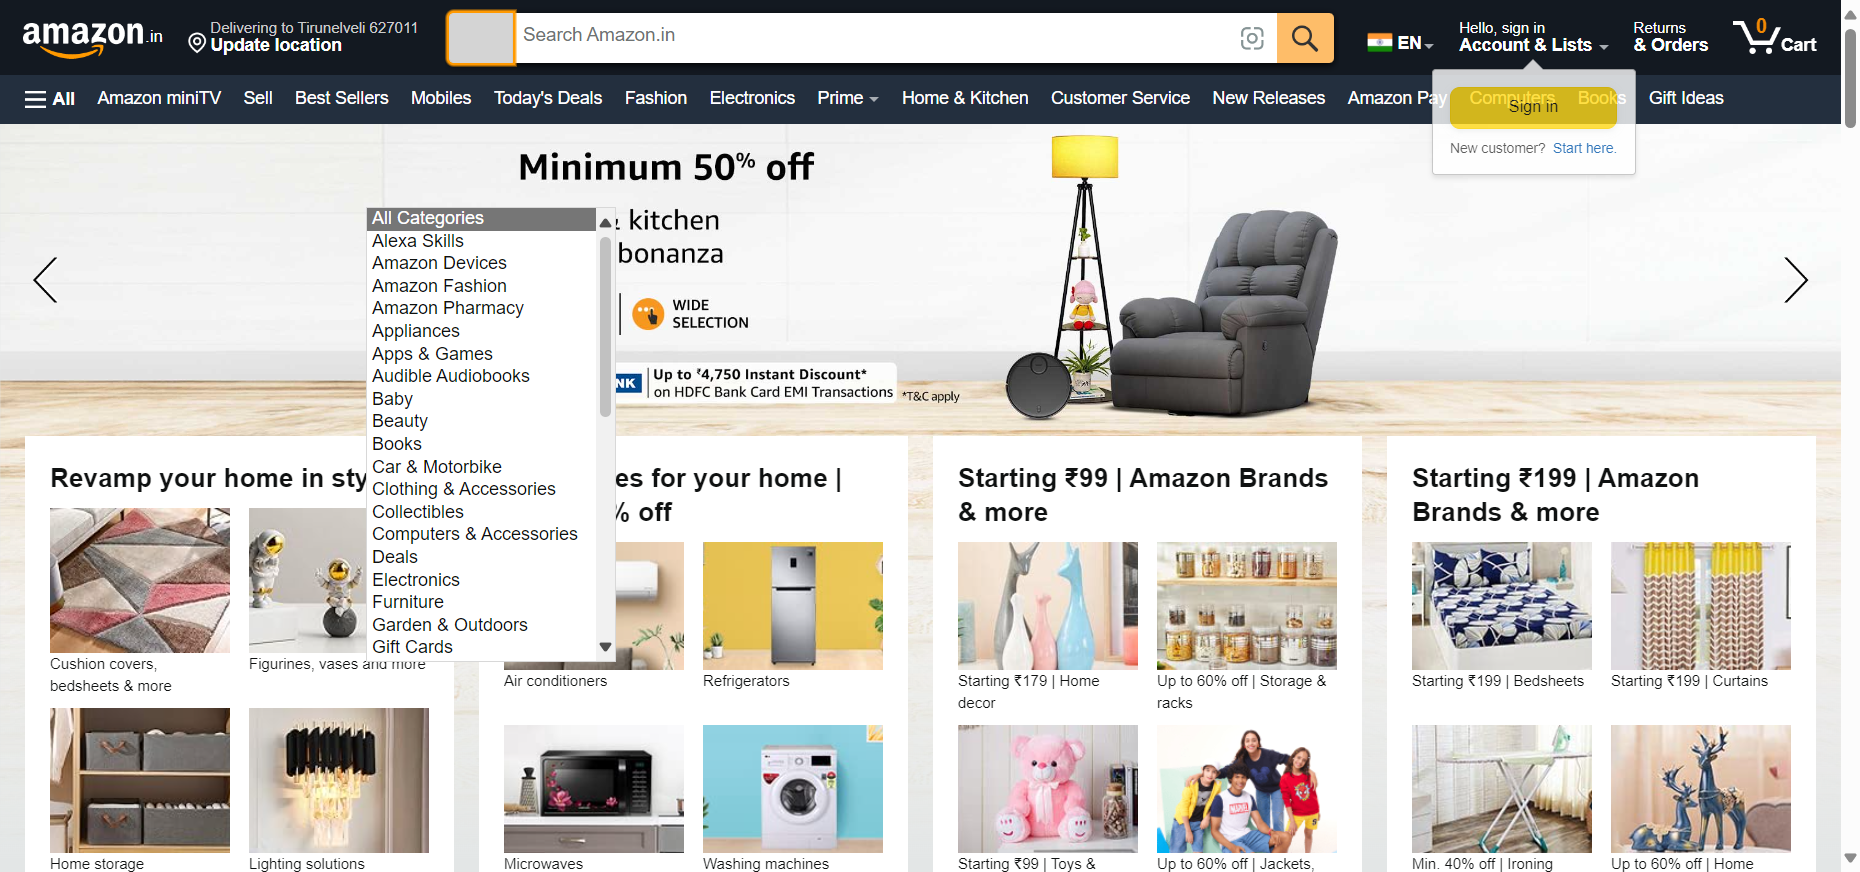 amazon.in
Delivering to Tirunelveli 627011
Update location
Search Amazon.in
EN
Hello, sign in
Account & Lists
Returns
& Orders
0
Cart
All
Amazon miniTV
Sell
Best Sellers
Mobiles
Today's Deals
Fashion
Electronics
Prime
Home & Kitchen
Customer Service
New Releases
Amazon Pay
Computers
Books
Gift Ideas
Sign in
New customer? Start here.
Minimum 50% off
& kitchen
bonanza
WIDE
SELECTION
NK
Up to ₹4,750 Instant Discount*
on HDFC Bank Card EMI Transactions
*T&C apply
All Categories
Alexa Skills
Amazon Devices
Amazon Fashion
Amazon Pharmacy
Appliances
Apps & Games
Audible Audiobooks
Baby
Beauty
Books
Car & Motorbike
Clothing & Accessories
Collectibles
Computers & Accessories
Deals
Electronics
Furniture
Garden & Outdoors
Gift Cards
Revamp your home in sty
Cushion covers,
bedsheets & more
Figurines, vases and more
Home storage
Lighting solutions
es for your home |
% off
Air conditioners
Refrigerators
Microwaves
Washing machines
Starting ₹99 | Amazon Brands
& more
Starting ₹179 | Home
decor
Up to 60% off | Storage &
racks
Starting ₹99 | Toys &
Up to 60% off | Jackets,
Starting ₹199 | Amazon
Brands & more
Starting ₹199 | Bedsheets
Starting ₹199 | Curtains
Min. 40% off | Ironing
Up to 60% off | Home